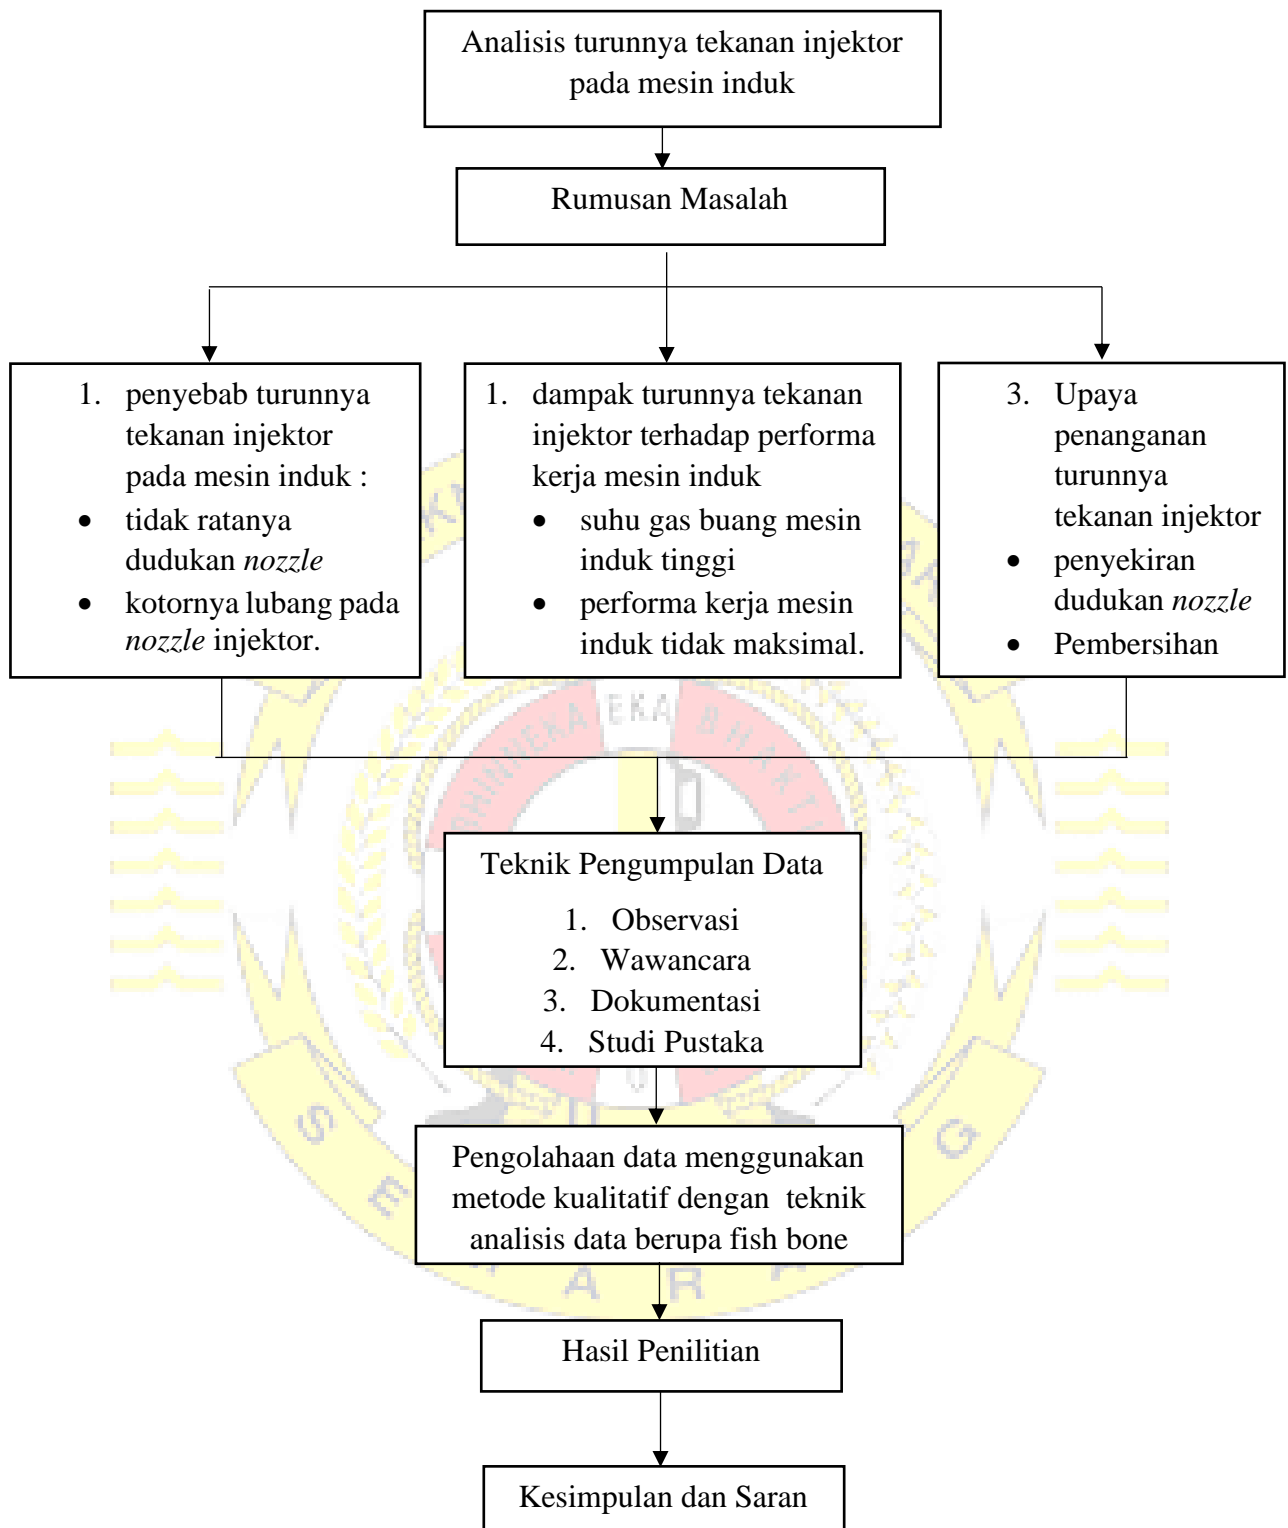 Analisis turunnya tekanan injektor
pada mesin induk
Rumusan Masalah
1. penyebab turunnya
tekanan injektor
pada mesin induk :
• tidak ratanya
dudukan nozzle
• kotornya lubang pada
nozzle injektor.
1. dampak turunnya tekanan
injektor terhadap performa
kerja mesin induk
• suhu gas buang mesin
induk tinggi
• performa kerja mesin
induk tidak maksimal.
3. Upaya
penanganan
turunnya
tekanan injektor
• penyekiran
dudukan nozzle
• Pembersihan
EKA
BHINNEKA
BHAKTI
Teknik Pengumpulan Data
1. Observasi
2. Wawancara
3. Dokumentasi
4. Studi Pustaka
Pengolahaan data menggunakan
metode kualitatif dengan teknik
analisis data berupa fish bone
S E A R G
Hasil Penilitian
Kesimpulan dan Saran